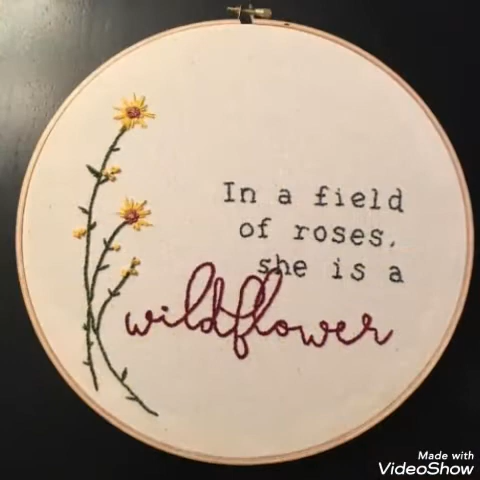 In a field
of roses,
she is a
wildflower
Made with
VideoShow